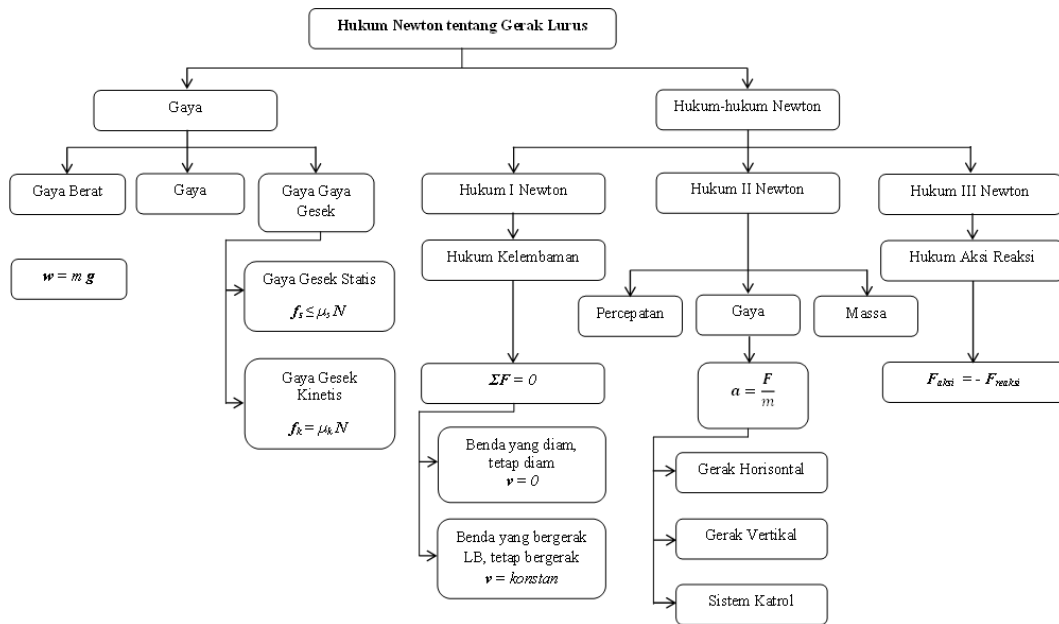 Hukum Newton tentang Gerak Lurus
Gaya
Hukum-hukum Newton
Gaya Berat
Gaya
Gaya Gaya
Gesek
Hukum I Newton
Hukum II Newton
Hukum III Newton
w = m g
Gaya Gesek Statis
fₛ ≤ μₛ N
Gaya Gesek
Kinetis
fₖ = μₖ N
Hukum Kelembaman
Hukum Aksi Reaksi
Percepatan
Gaya
Massa
ΣF = 0
a = F/m
F aksi = - F reaksi
Benda yang diam,
tetap diam
v = 0
Benda yang bergerak
LB, tetap bergerak
v = konstan
Gerak Horisontal
Gerak Vertikal
Sistem Katrol